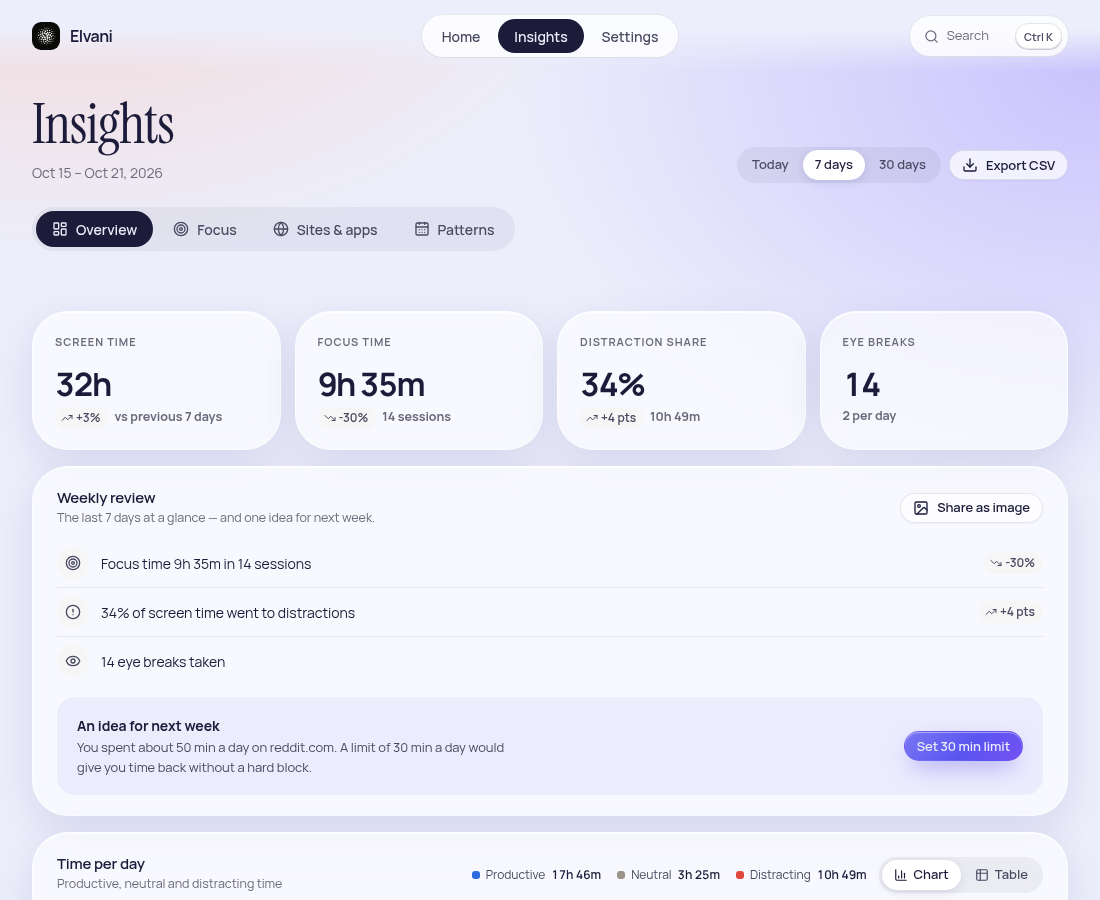 Elvani
Home
Insights
Settings
Search
Ctrl K
Insights
Oct 15 – Oct 21, 2026
Today
7 days
30 days
Export CSV
Overview
Focus
Sites & apps
Patterns
SCREEN TIME
32h
+3% vs previous 7 days
FOCUS TIME
9h 35m
-30% 14 sessions
DISTRACTION SHARE
34%
+4 pts 10h 49m
EYE BREAKS
14
2 per day
Weekly review
The last 7 days at a glance — and one idea for next week.
Share as image
Focus time 9h 35m in 14 sessions
-30%
34% of screen time went to distractions
+4 pts
14 eye breaks taken
An idea for next week
You spent about 50 min a day on reddit.com. A limit of 30 min a day would
give you time back without a hard block.
Set 30 min limit
Time per day
Productive, neutral and distracting time
Productive 17h 46m
Neutral 3h 25m
Distracting 10h 49m
Chart
Table